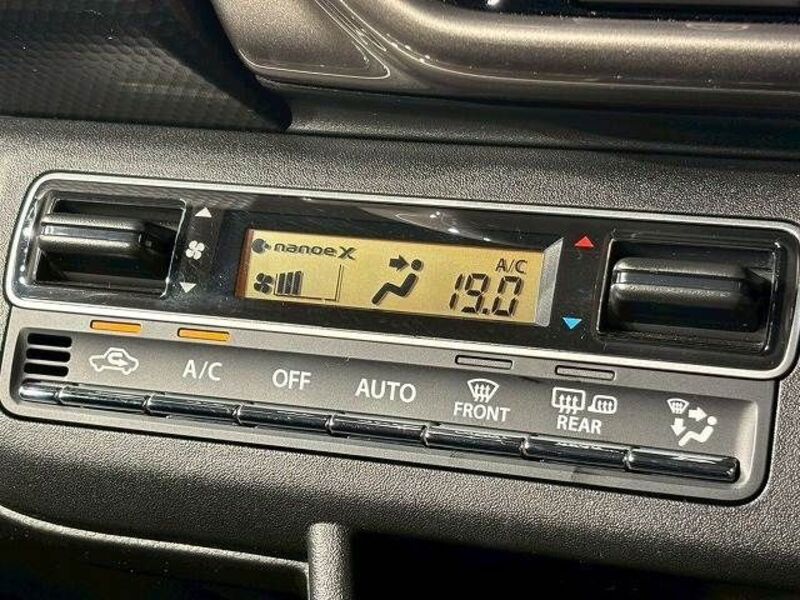 nanoe X
A/C
19.0
A/C
OFF
AUTO
FRONT
REAR